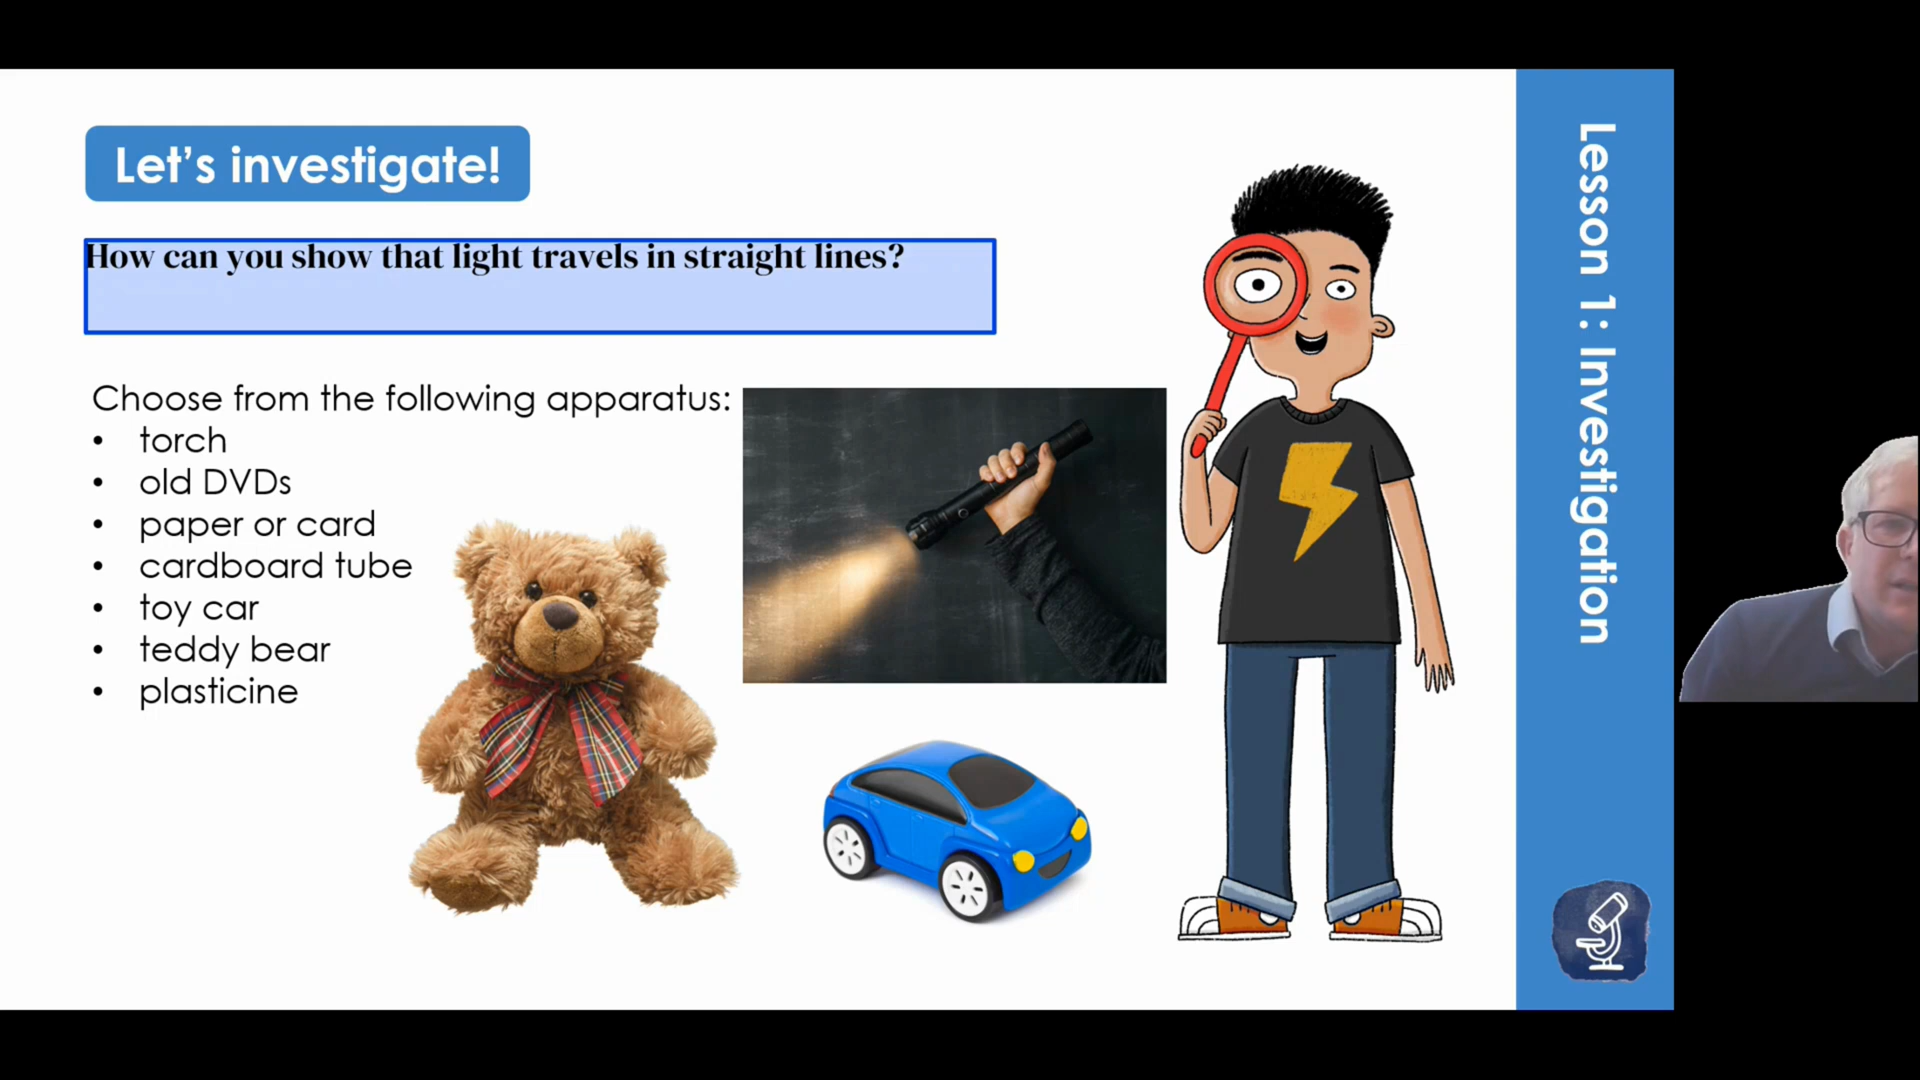 Let's investigate!
How can you show that light travels in straight lines?
Choose from the following apparatus:
• torch
• old DVDs
• paper or card
• cardboard tube
• toy car
• teddy bear
• plasticine
Lesson 1: Investigation